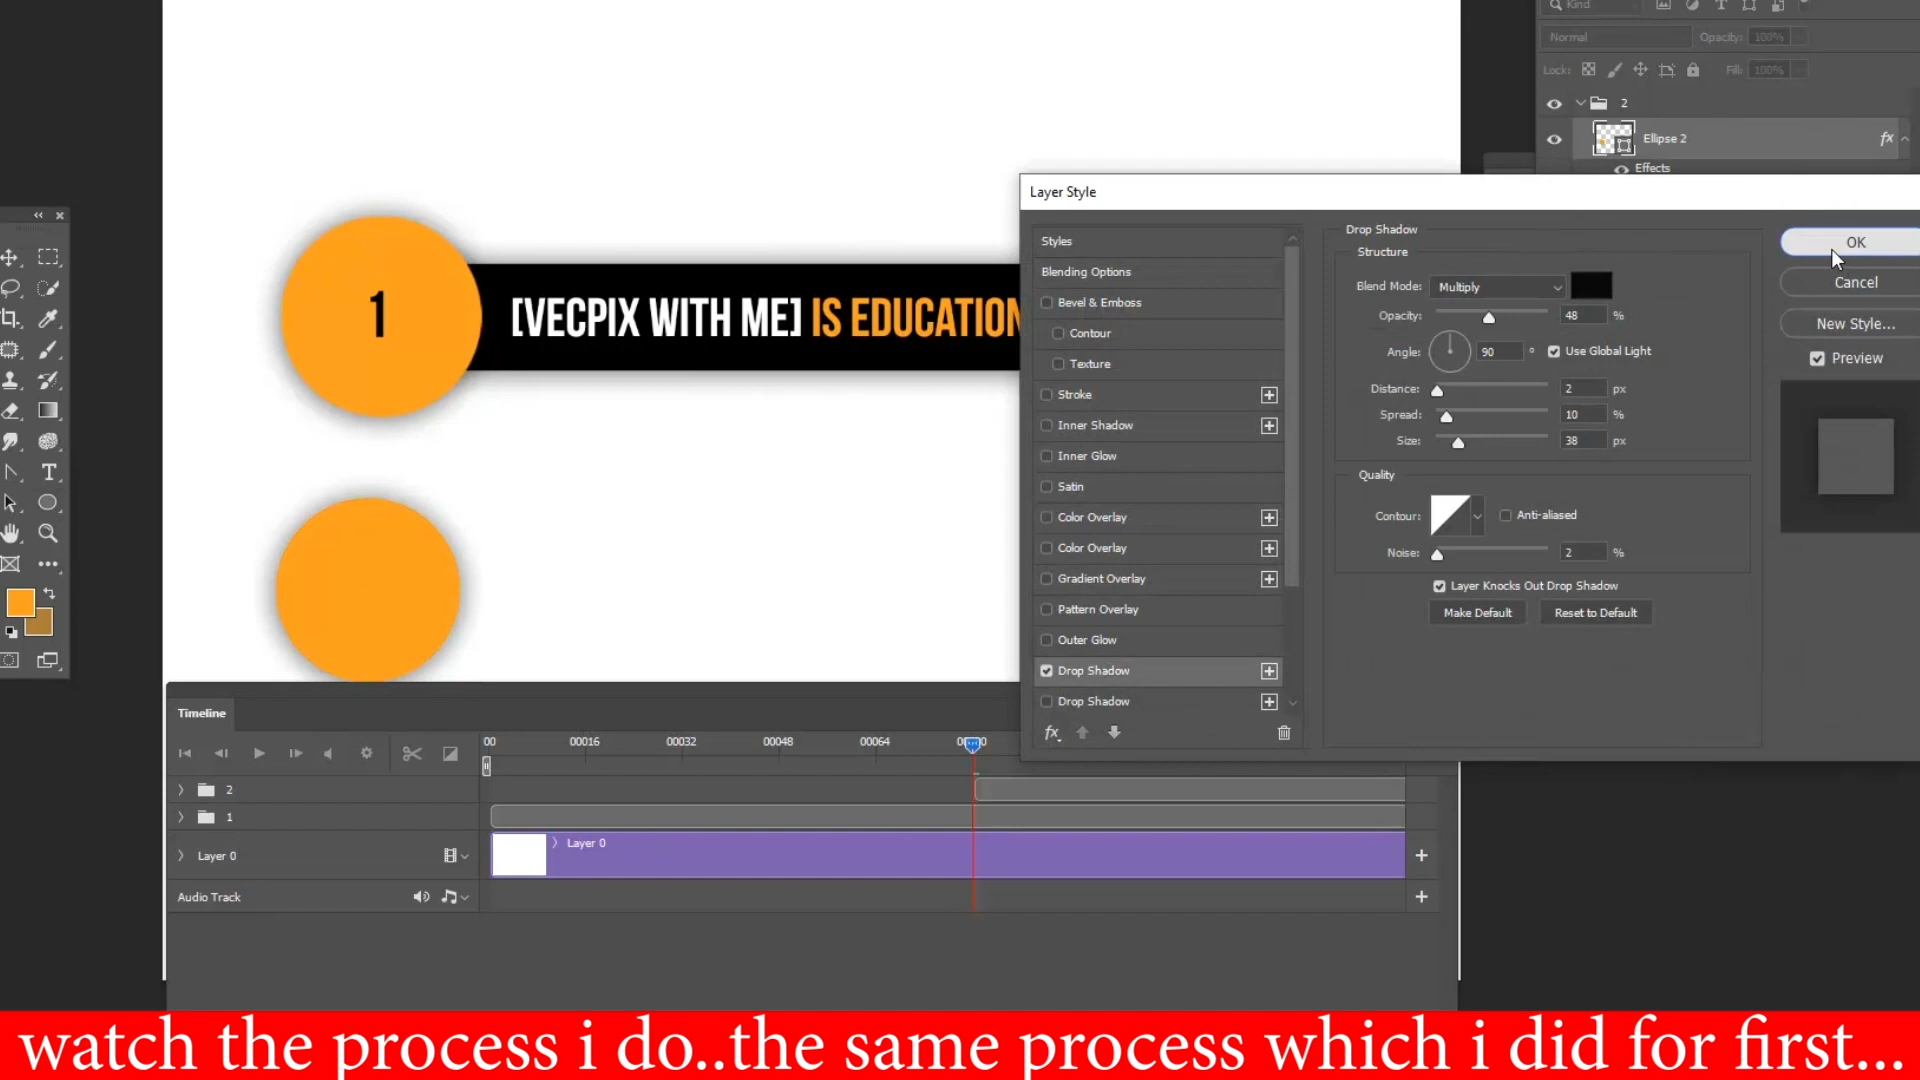 Kind
Normal
Opacity: 100%
Lock:
Fill: 100%
2
Ellipse 2
fx
Effects
1
[VECPIX WITH ME] IS EDUCATION
Layer Style
Styles
Blending Options
Bevel & Emboss
Contour
Texture
Stroke
Inner Shadow
Inner Glow
Satin
Color Overlay
Color Overlay
Gradient Overlay
Pattern Overlay
Outer Glow
Drop Shadow
Drop Shadow
fx
Drop Shadow
Structure
Blend Mode: Multiply
Opacity: 48 %
Angle: 90 ° Use Global Light
Distance: 2 px
Spread: 10 %
Size: 38 px
Quality
Contour: Anti-aliased
Noise: 2 %
Layer Knocks Out Drop Shadow
Make Default Reset to Default
OK
Cancel
New Style...
Preview
Timeline
00 00016 00032 00048 00064
2
1
Layer 0
Layer 0
Audio Track
watch the process i do..the same process which i did for first...